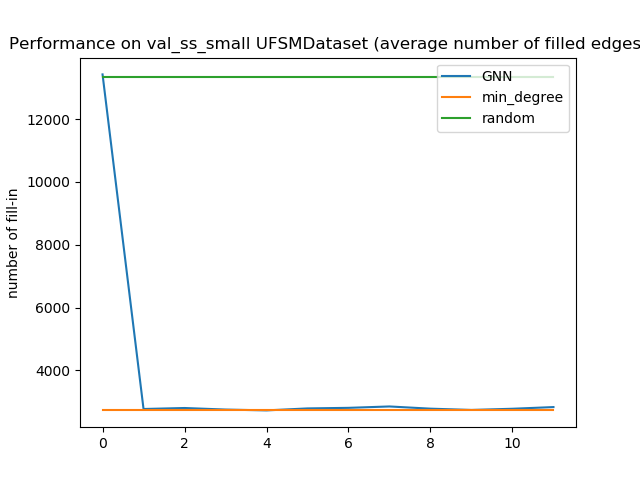 Performance on val_ss_small UFSMDataset (average number of filled edges
GNN
min_degree
random
number of fill-in
12000
10000
8000
6000
4000
0 2 4 6 8 10